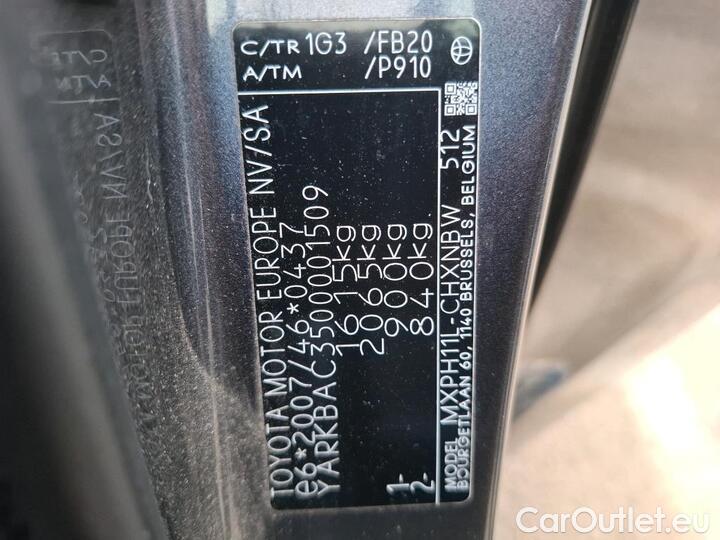 C/TR 1G3 /FB20
A/TM /P910
TOYOTA MOTOR EUROPE NV/SA
e6*2007/46*0437
YARKBAC350001509
1615kg
2065kg
1- 900kg
2- 840kg
MODEL MXPH11L-CHXNBW 512
BOURGETLAAN 60, 1140 BRUSSELS, BELGIUM
CarOutlet.eu